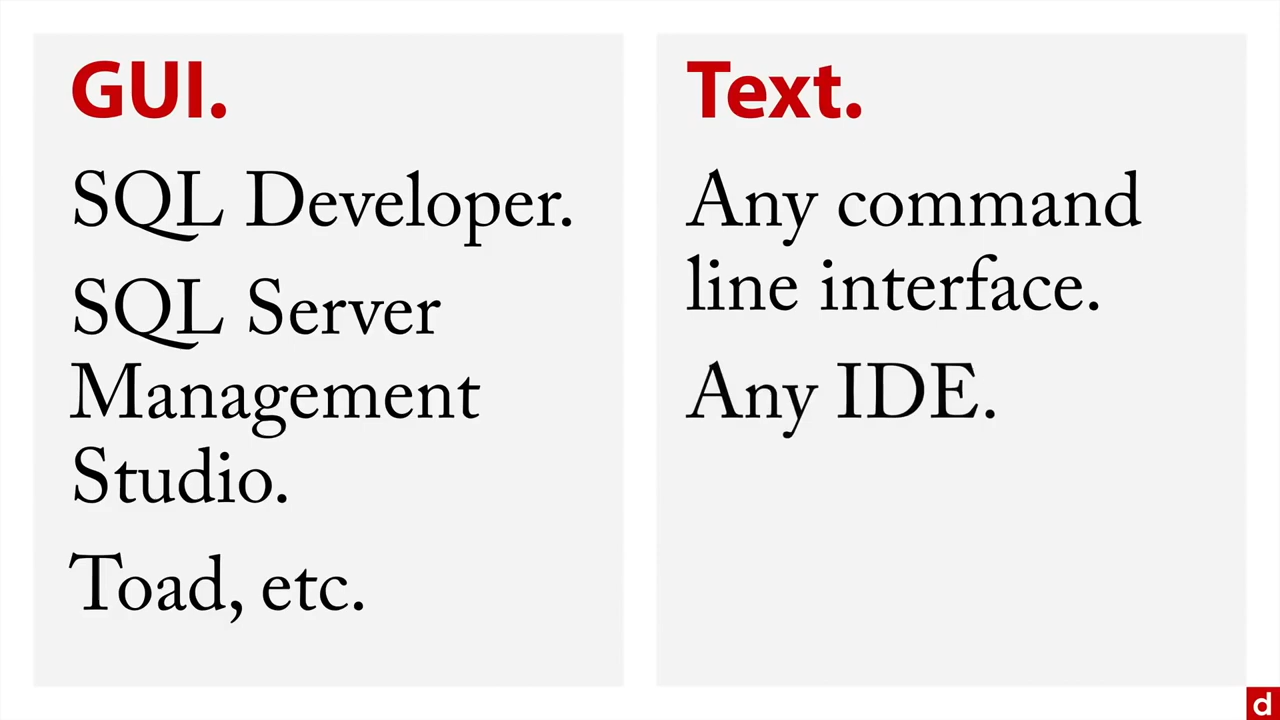 GUI.
SQL Developer.
SQL Server
Management
Studio.
Toad, etc.
Text.
Any command
line interface.
Any IDE.
d